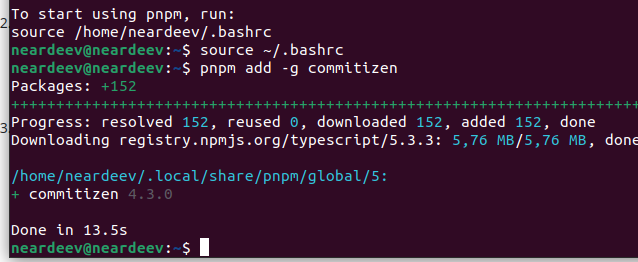 To start using pnpm, run:
source /home/neardeev/.bashrc
neardeev@neardeev:~$ source ~/.bashrc
neardeev@neardeev:~$ pnpm add -g commitizen
Packages: +152
++++++++++++++++++++++++++++++++++++++++++++++++++++++++++++++++++++++
Progress: resolved 152, reused 0, downloaded 152, added 152, done
Downloading registry.npmjs.org/typescript/5.3.3: 5,76 MB/5,76 MB, done
/home/neardeev/.local/share/pnpm/global/5:
+ commitizen 4.3.0
Done in 13.5s
neardeev@neardeev:~$
2
3